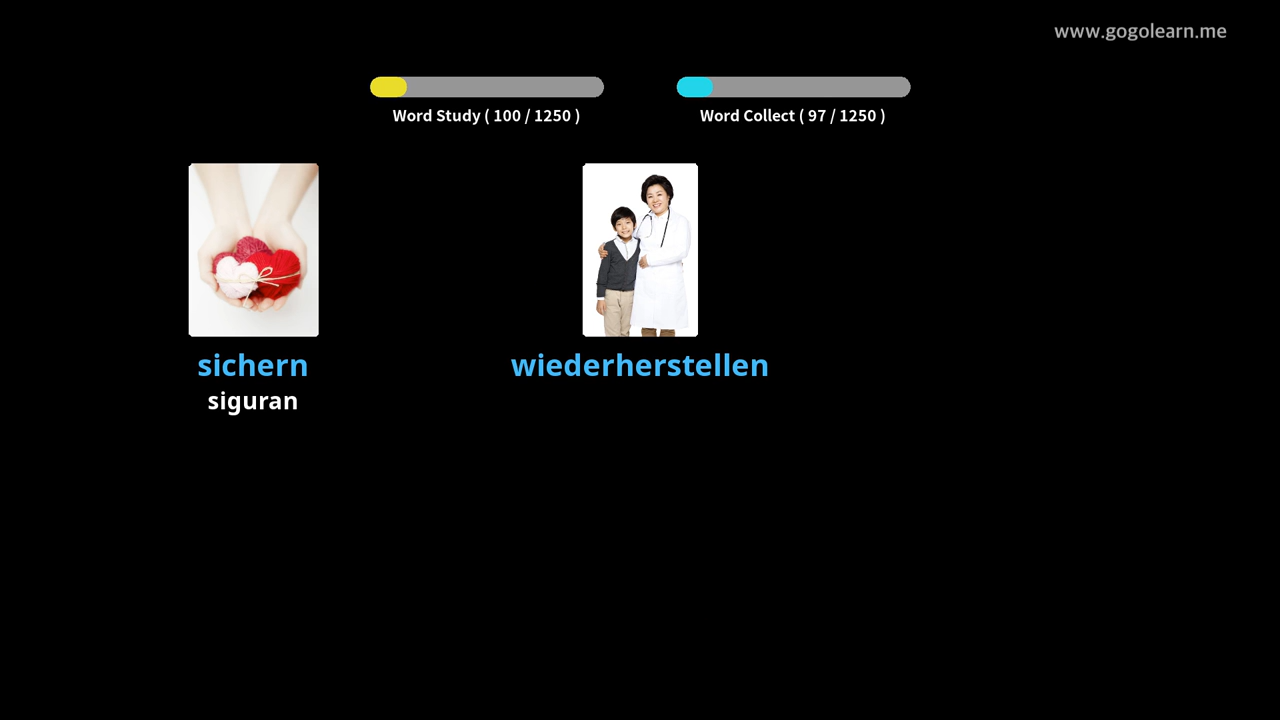 www.gogolearn.me
Word Study ( 100 / 1250 )
Word Collect ( 97 / 1250 )
sichern
siguran
wiederherstellen